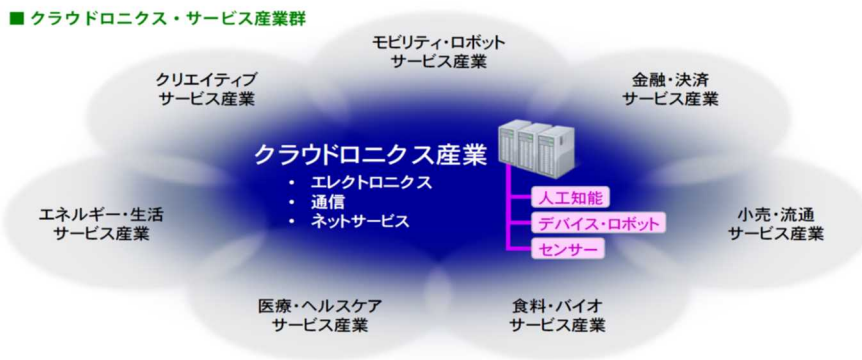 ■ クラウドロニクス・サービス産業群
モビリティ・ロボット
サービス産業
クリエイティブ
サービス産業
金融・決済
サービス産業
クラウドロニクス産業
• エレクトロニクス
• 通信
• ネットサービス
人工知能
デバイス・ロボット
センサー
エネルギー・生活
サービス産業
小売・流通
サービス産業
医療・ヘルスケア
サービス産業
食料・バイオ
サービス産業